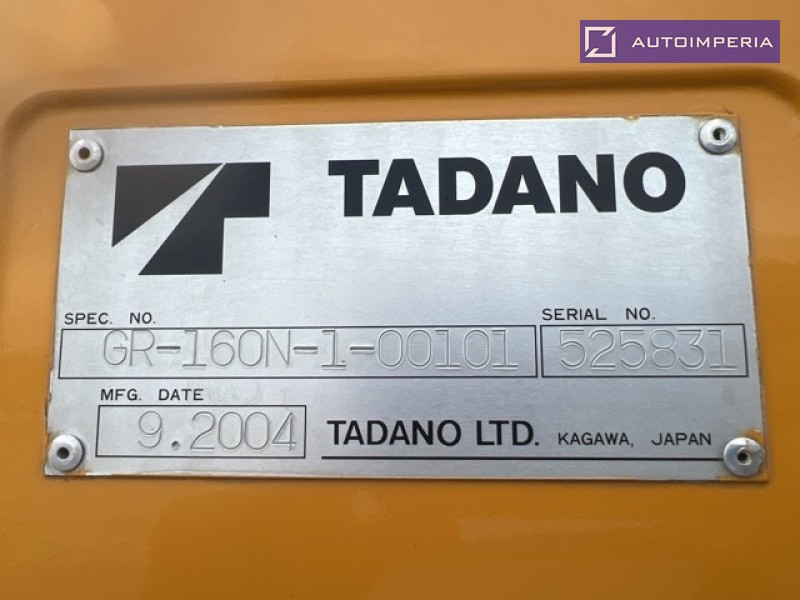 AUTOIMPERIA
TADANO
SPEC. NO.
GR-160N-1-00101
SERIAL NO.
525831
MFG. DATE
9.2004
TADANO LTD. KAGAWA, JAPAN